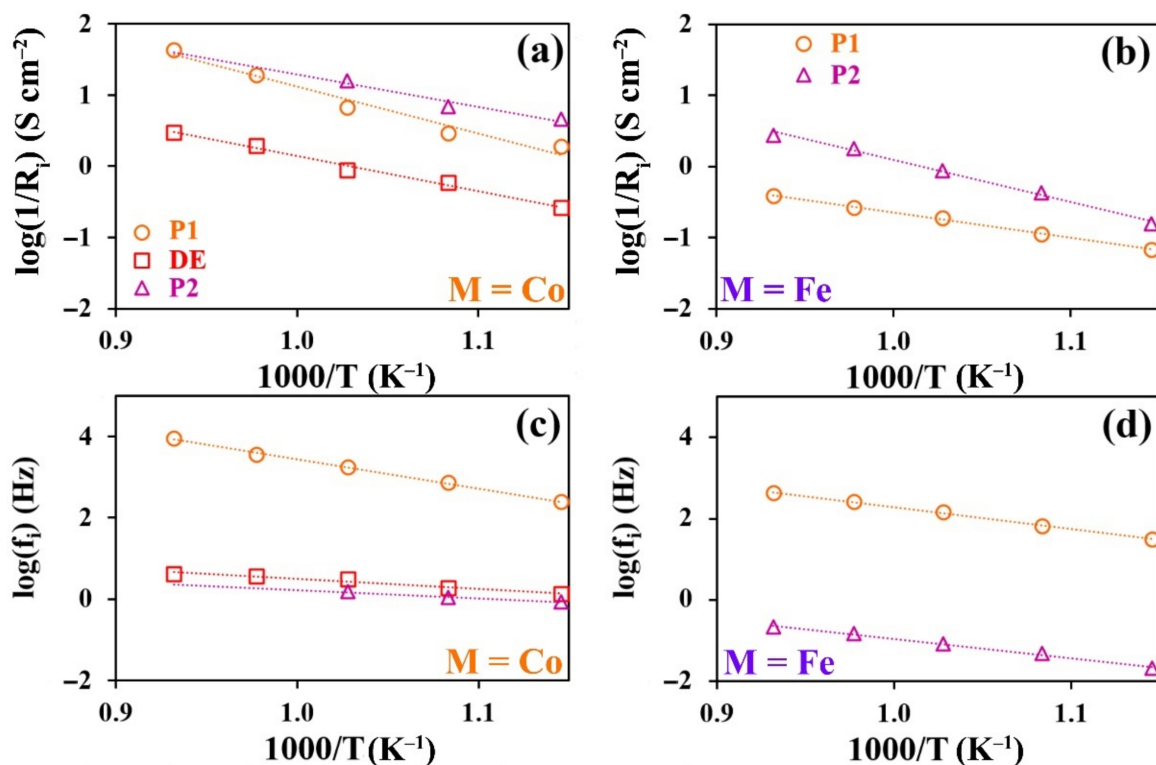 log(1/Rᵢ) (S cm⁻²)
2
1
0
−1
−2
(a)
P1
DE
P2
M = Co
0.9
1.0
1.1
1000/T (K⁻¹)
log(1/Rᵢ) (S cm⁻²)
2
1
0
−1
−2
P1
P2
(b)
M = Fe
0.9
1.0
1.1
1000/T (K⁻¹)
log(fᵢ) (Hz)
4
2
0
−2
(c)
M = Co
0.9
1.0
1.1
1000/T (K⁻¹)
log(fᵢ) (Hz)
4
2
0
−2
(d)
M = Fe
0.9
1.0
1.1
1000/T (K⁻¹)